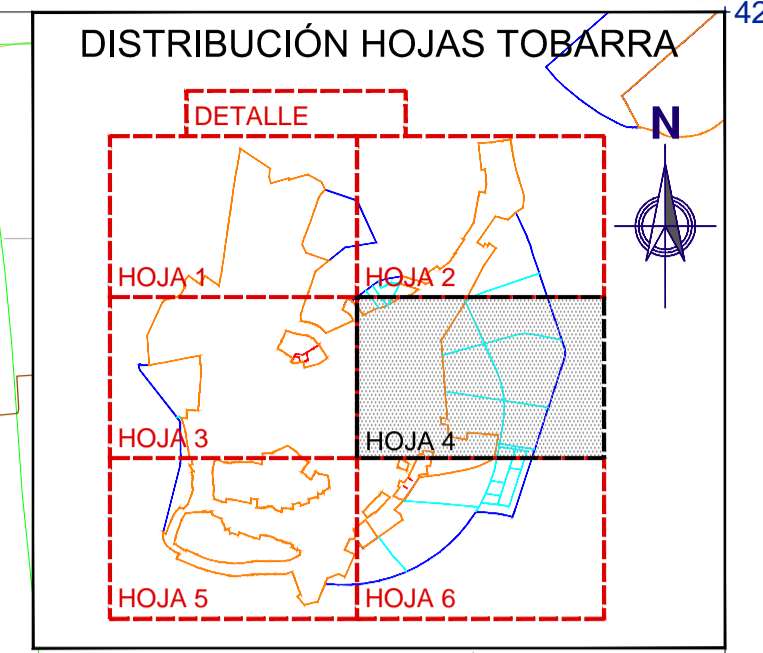 42
DISTRIBUCIÓN HOJAS TOBARRA
DETALLE
N
HOJA 1
HOJA 2
HOJA 3
HOJA 4
HOJA 5
HOJA 6